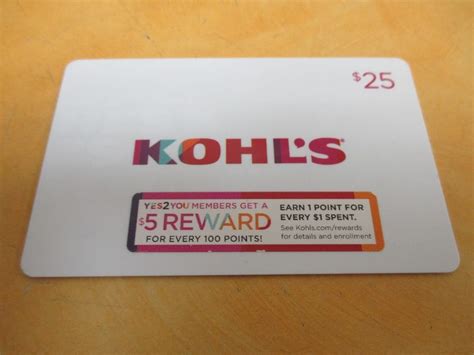 $25
KOHL'S
YES2YOU MEMBERS GET A
$5 REWARD
FOR EVERY 100 POINTS!
EARN 1 POINT FOR
EVERY $1 SPENT.
See Kohls.com/rewards
for details and enrollment